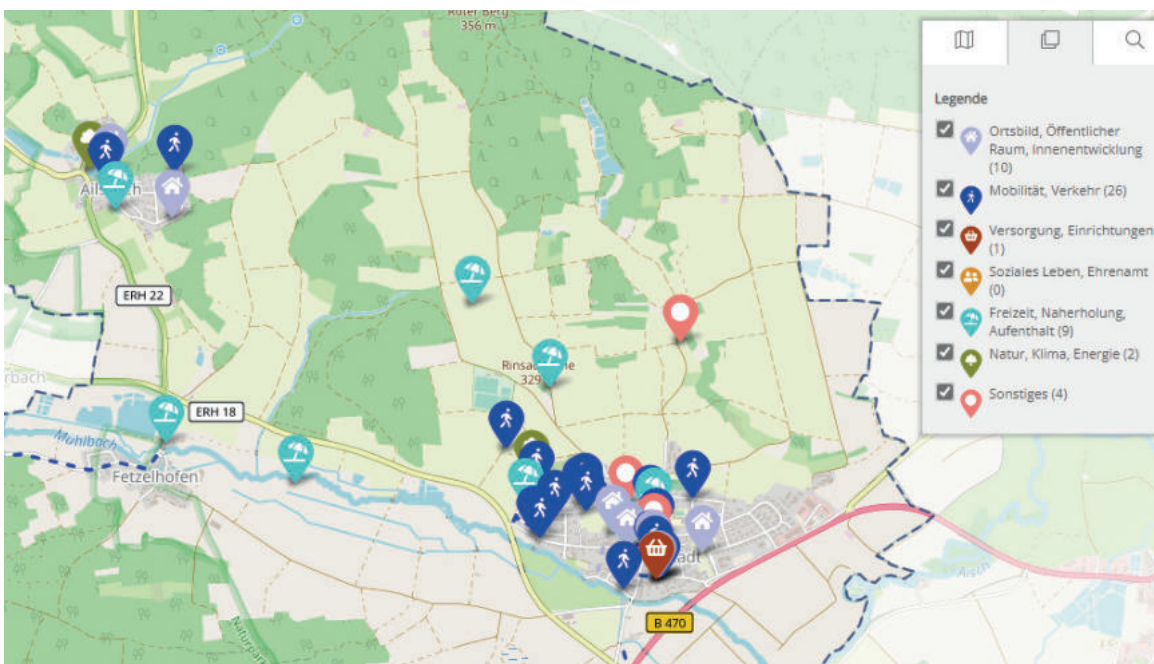 Roter Berg
356 m
Legende
Ortsbild, Öffentlicher
Raum, Innenentwicklung
(10)
Mobilität, Verkehr (26)
Versorgung, Einrichtungen
(1)
Soziales Leben, Ehrenamt
(0)
Freizeit, Naherholung,
Aufenthalt (9)
Natur, Klima, Energie (2)
Sonstiges (4)
ERH 22
329
rbach
ERH 18
Mühlbach
Fetzelhofen
Aisch
B 470
Naturpark